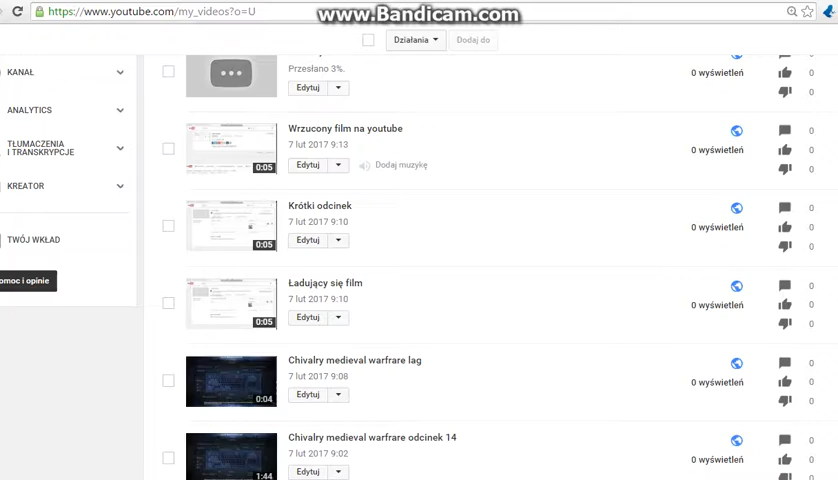 https://www.youtube.com/my_videos?o=U
www.Bandicam.com
Działania
Dodaj do
KANAŁ
ANALYTICS
TŁUMACZENIA
I TRANSKRYPCJE
KREATOR
TWÓJ WKŁAD
omoc i opinie
Przesłano 3%.
Edytuj
0 wyświetleń
0
0
Wrzucony film na youtube
7 lut 2017 9:13
Edytuj
Dodaj muzykę
0:05
0 wyświetleń
0
0
0
Krótki odcinek
7 lut 2017 9:10
Edytuj
0:05
0 wyświetleń
0
0
0
Ładujący się film
7 lut 2017 9:10
Edytuj
0:05
0 wyświetleń
0
0
0
Chivalry medieval warfrare lag
7 lut 2017 9:08
Edytuj
0:04
0 wyświetleń
0
0
0
Chivalry medieval warfrare odcinek 14
7 lut 2017 9:02
Edytuj
1:44
0 wyświetleń
0
0
0